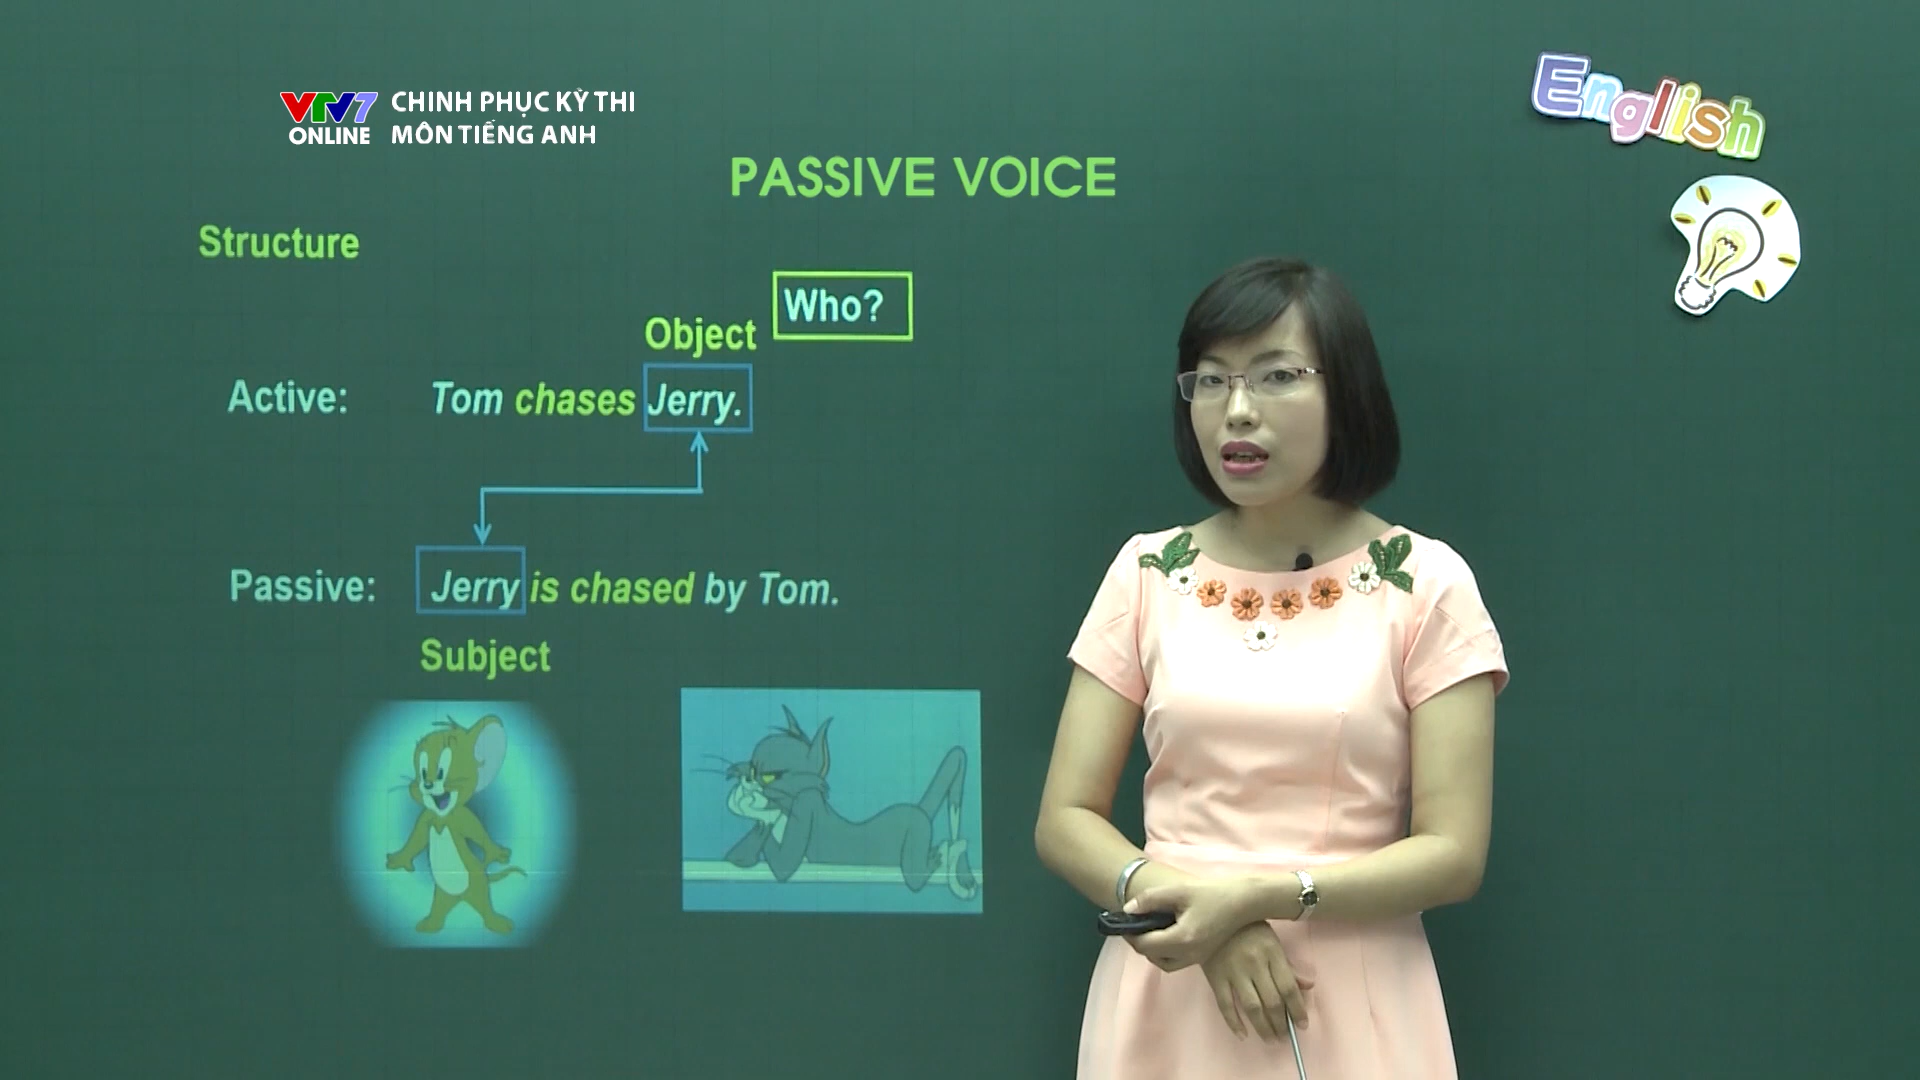 VTV7
ONLINE
CHINH PHỤC KỲ THI
MÔN TIẾNG ANH
English
PASSIVE VOICE
Structure
Who?
Object
Active: Tom chases Jerry.
Passive: Jerry is chased by Tom.
Subject